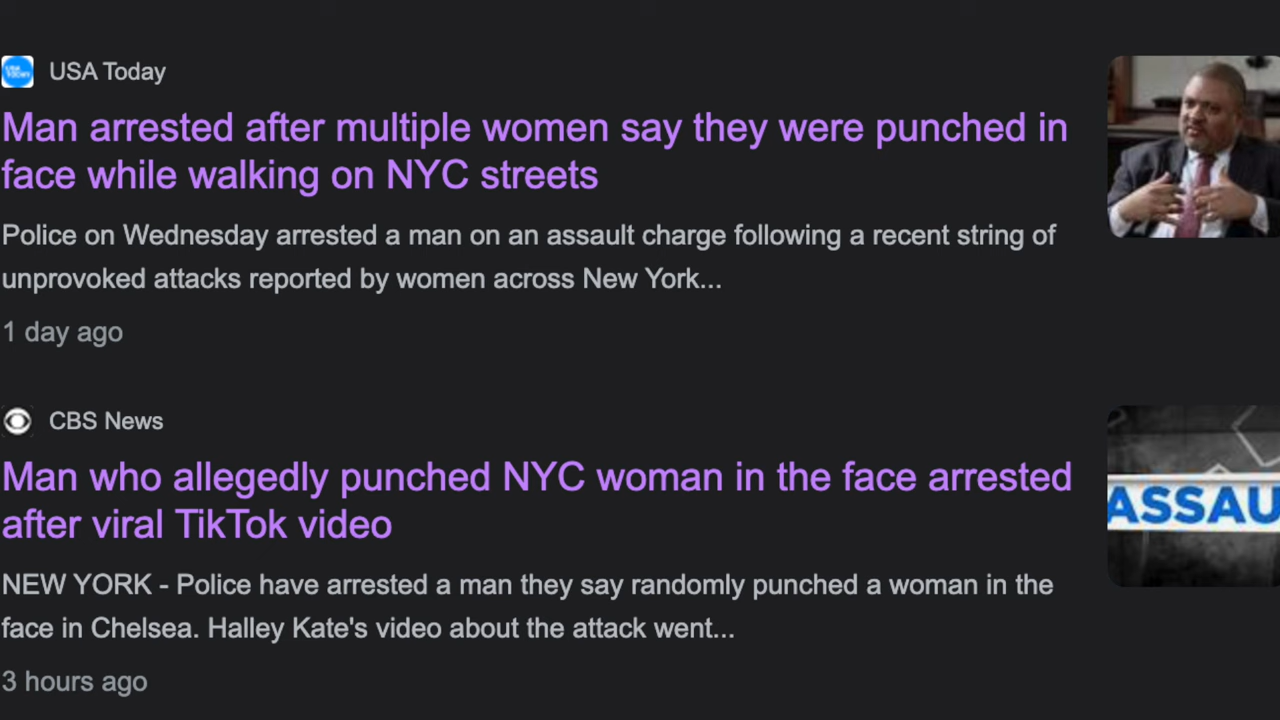 USA Today
Man arrested after multiple women say they were punched in
face while walking on NYC streets
Police on Wednesday arrested a man on an assault charge following a recent string of
unprovoked attacks reported by women across New York...
1 day ago
CBS News
Man who allegedly punched NYC woman in the face arrested
after viral TikTok video
ASSAU
NEW YORK - Police have arrested a man they say randomly punched a woman in the
face in Chelsea. Halley Kate's video about the attack went...
3 hours ago